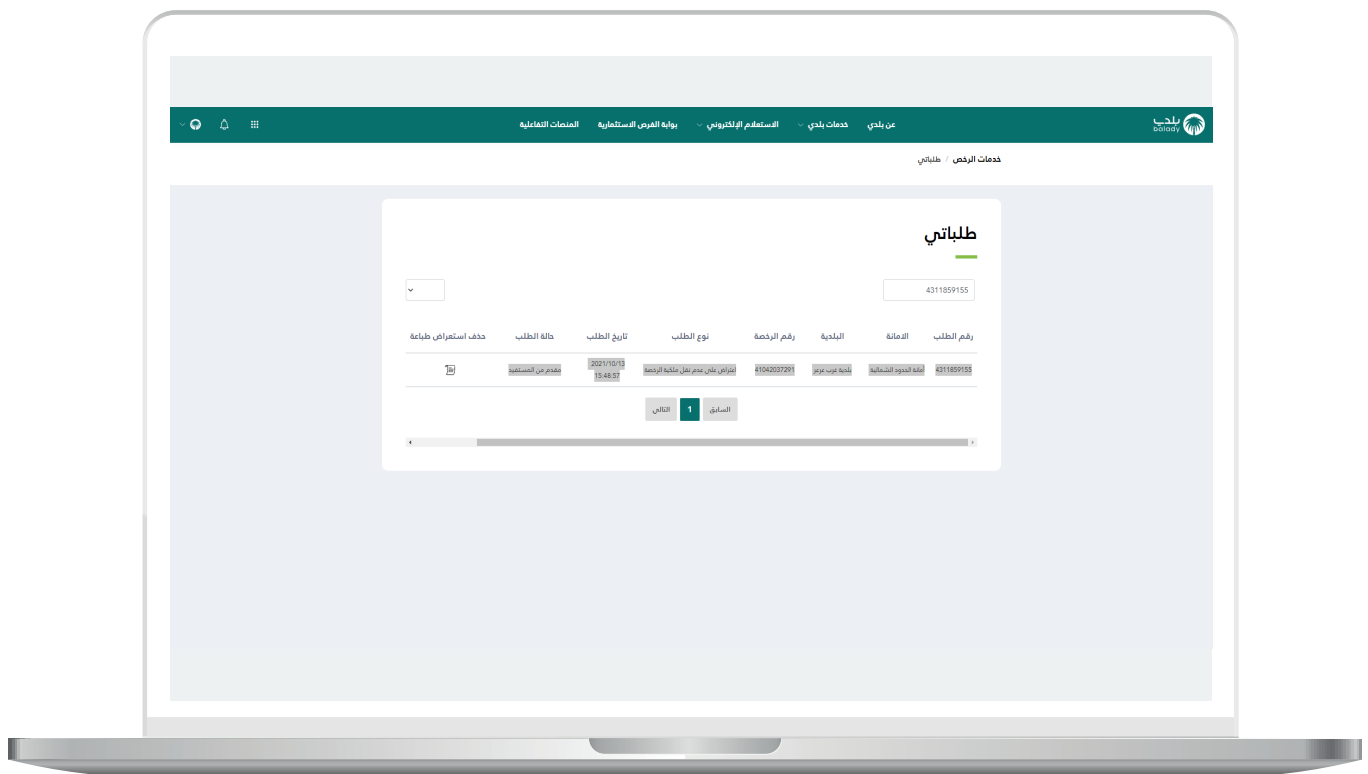 بلدي
balady
عن بلدي خدمات بلدي الاستعلام الإلكتروني بوابة الفرص الاستثمارية المنصات التفاعلية
خدمات الرخص / طلباتي
طلباتي
4311859155
رقم الطلب الامانة البلدية رقم الرخصة نوع الطلب تاريخ الطلب حالة الطلب حذف استعراض طباعة
4311859155 أمانة الحدود الشمالية بلدية غرب عرعر 41042037291 اعتراض على عدم نقل ملكية الرخصة 2021/10/13 مقدم من المستفيد
15:48:57
السابق 1 التالي